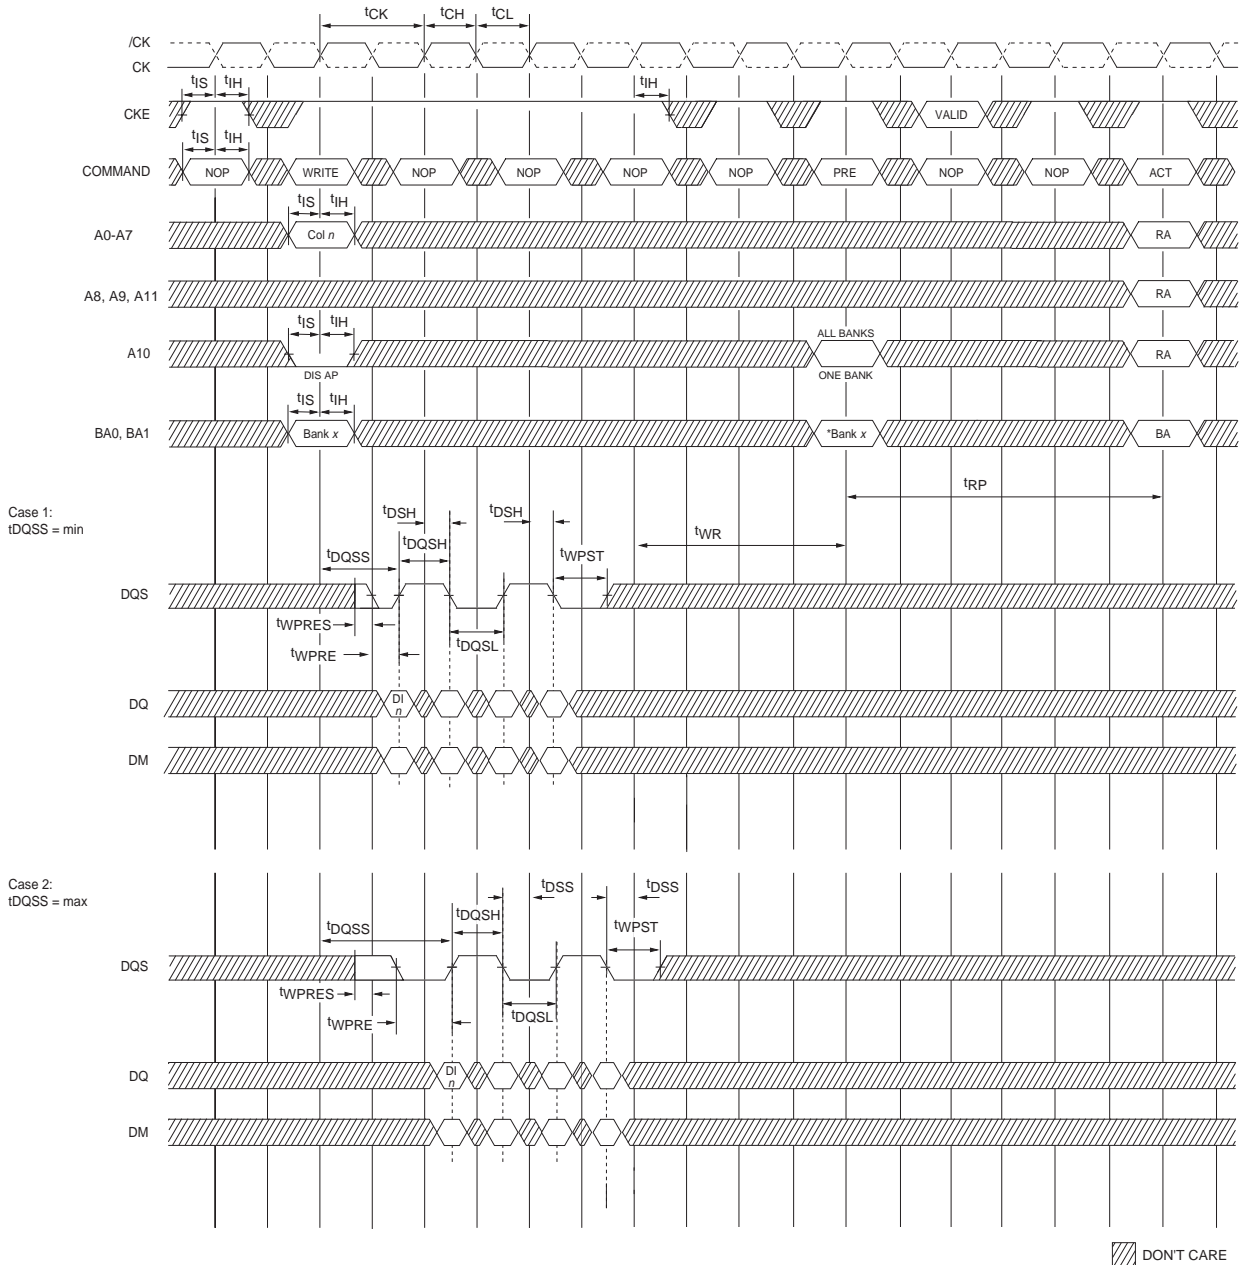 tCK tCH tCL
/CK
CK
tIS tIH tIH
CKE VALID
tIS tIH
COMMAND NOP WRITE NOP NOP NOP NOP PRE NOP NOP ACT
tIS tIH
A0-A7 Col n RA
A8, A9, A11 RA
tIS tIH ALL BANKS
A10 RA
DIS AP ONE BANK
tIS tIH
BA0, BA1 Bank x *Bank x BA
tRP
Case 1:
tDQSS = min
tDSH tDSH
tDQSH tWR
tDQSS tWPST
DQS
tWPRES tDQSL
tWPRE
DQ DI
n
DM
Case 2:
tDQSS = max
tDSS tDSS
tDQSH
tDQSS tWPST
DQS
tWPRES
tWPRE tDQSL
DQ DI
n
DM
DON'T CARE